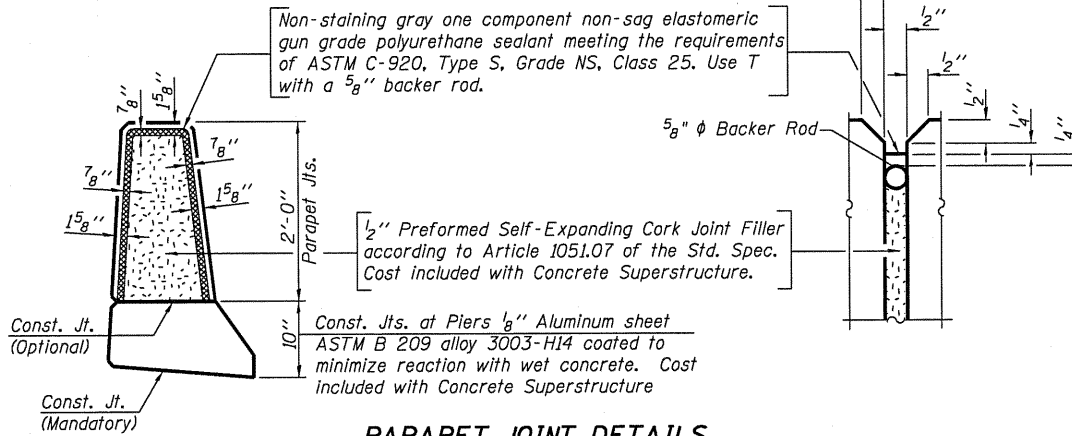 Non-staining gray one component non-sag elastomeric
gun grade polyurethane sealant meeting the requirements
of ASTM C-920, Type S, Grade NS, Class 25. Use T
with a 5/8" backer rod.
1/2"
1/2"
1/2"
1/4"
1/4"
7/8"
1 5/8"
5/8" ϕ Backer Rod
7/8"
7/8"
1 5/8"
1 5/8"
2'-0"
Parapet Jts.
1/2" Preformed Self-Expanding Cork Joint Filler
according to Article 1051.07 of the Std. Spec.
Cost included with Concrete Superstructure.
Const. Jt.
(Optional)
10"
Const. Jts. at Piers 1/8" Aluminum sheet
ASTM B 209 alloy 3003-H14 coated to
minimize reaction with wet concrete. Cost
included with Concrete Superstructure
Const. Jt.
(Mandatory)
PARAPET JOINT DETAILS